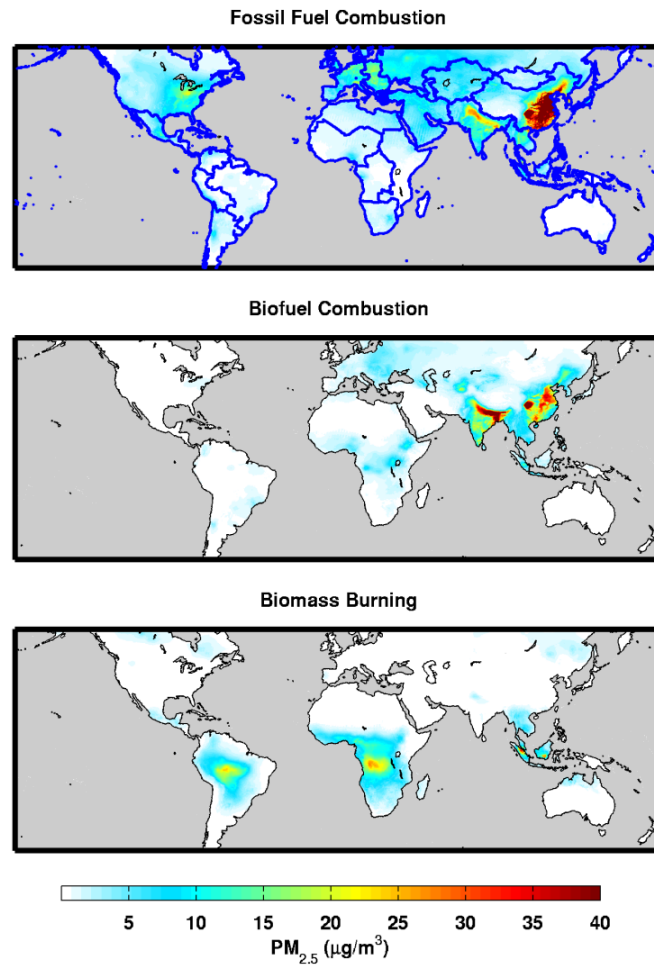 Fossil Fuel Combustion
Biofuel Combustion
Biomass Burning
5 10 15 20 25 30 35 40
PM2.5 (μg/m³)